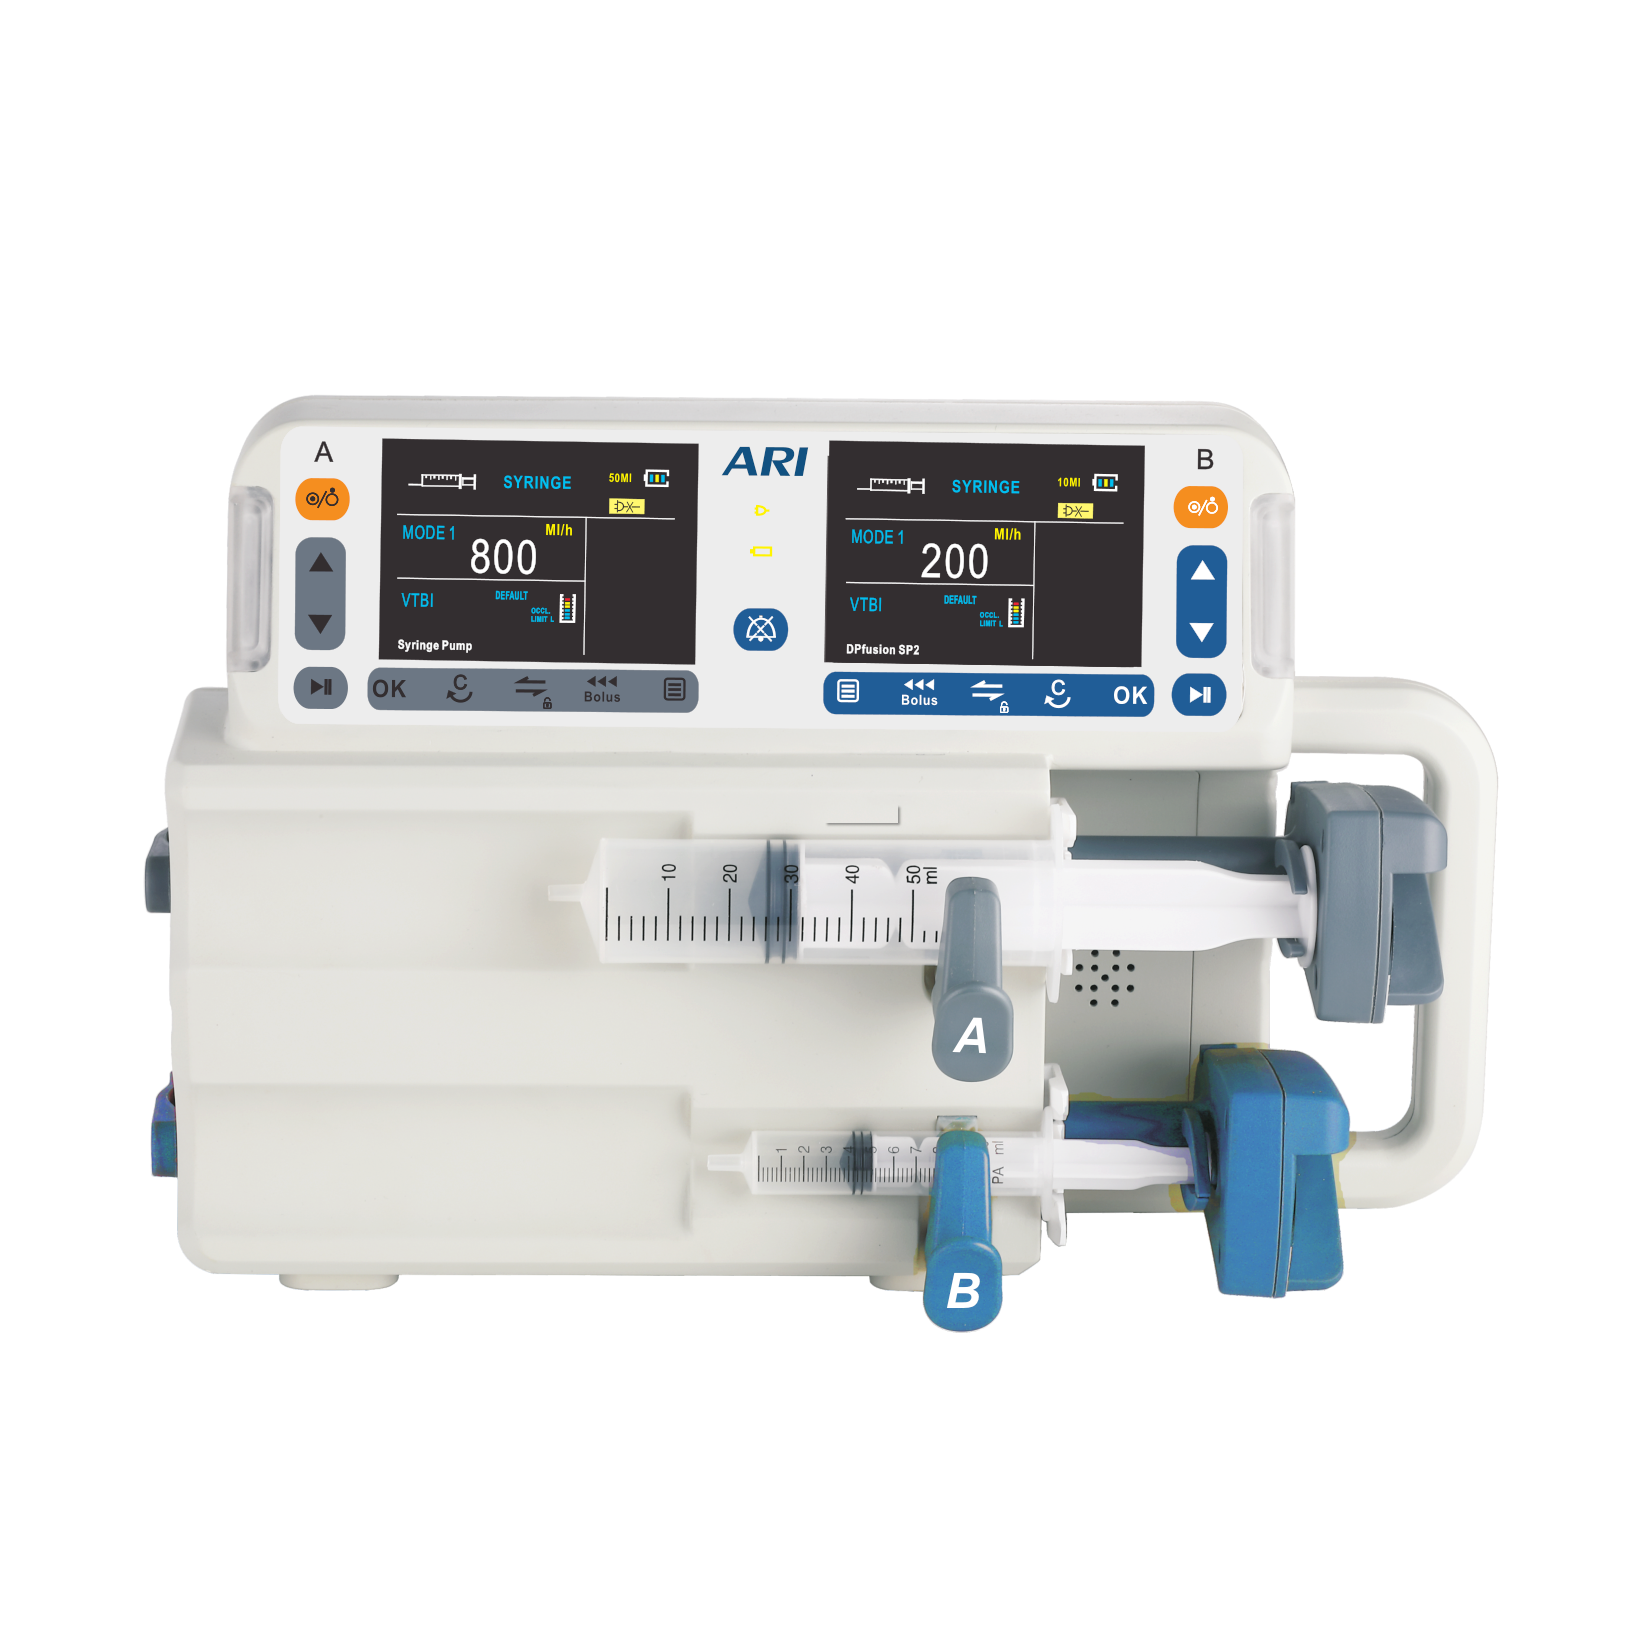 A
ARI
B
SYRINGE
50Ml
MODE 1
Ml/h
800
VTBI
DEFAULT
OCCL.
LIMIT L
Syringe Pump
OK
C
Bolus
SYRINGE
10Ml
MODE 1
Ml/h
200
VTBI
DEFAULT
OCCL.
LIMIT L
DPfusion SP2
Bolus
C
OK
10
20
30
40
50
ml
A
1
2
3
4
5
6
7
8
ml
PA
B